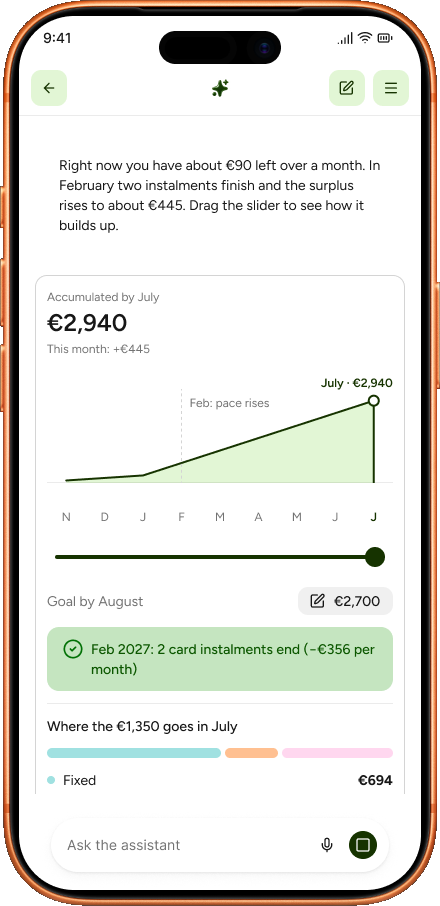 9:41
Right now you have about €90 left over a month. In
February two instalments finish and the surplus
rises to about €445. Drag the slider to see how it
builds up.
Accumulated by July
€2,940
This month: +€445
July · €2,940
Feb: pace rises
N D J F M A M J J
Goal by August
€2,700
Feb 2027: 2 card instalments end (−€356 per
month)
Where the €1,350 goes in July
Fixed
€694
Ask the assistant